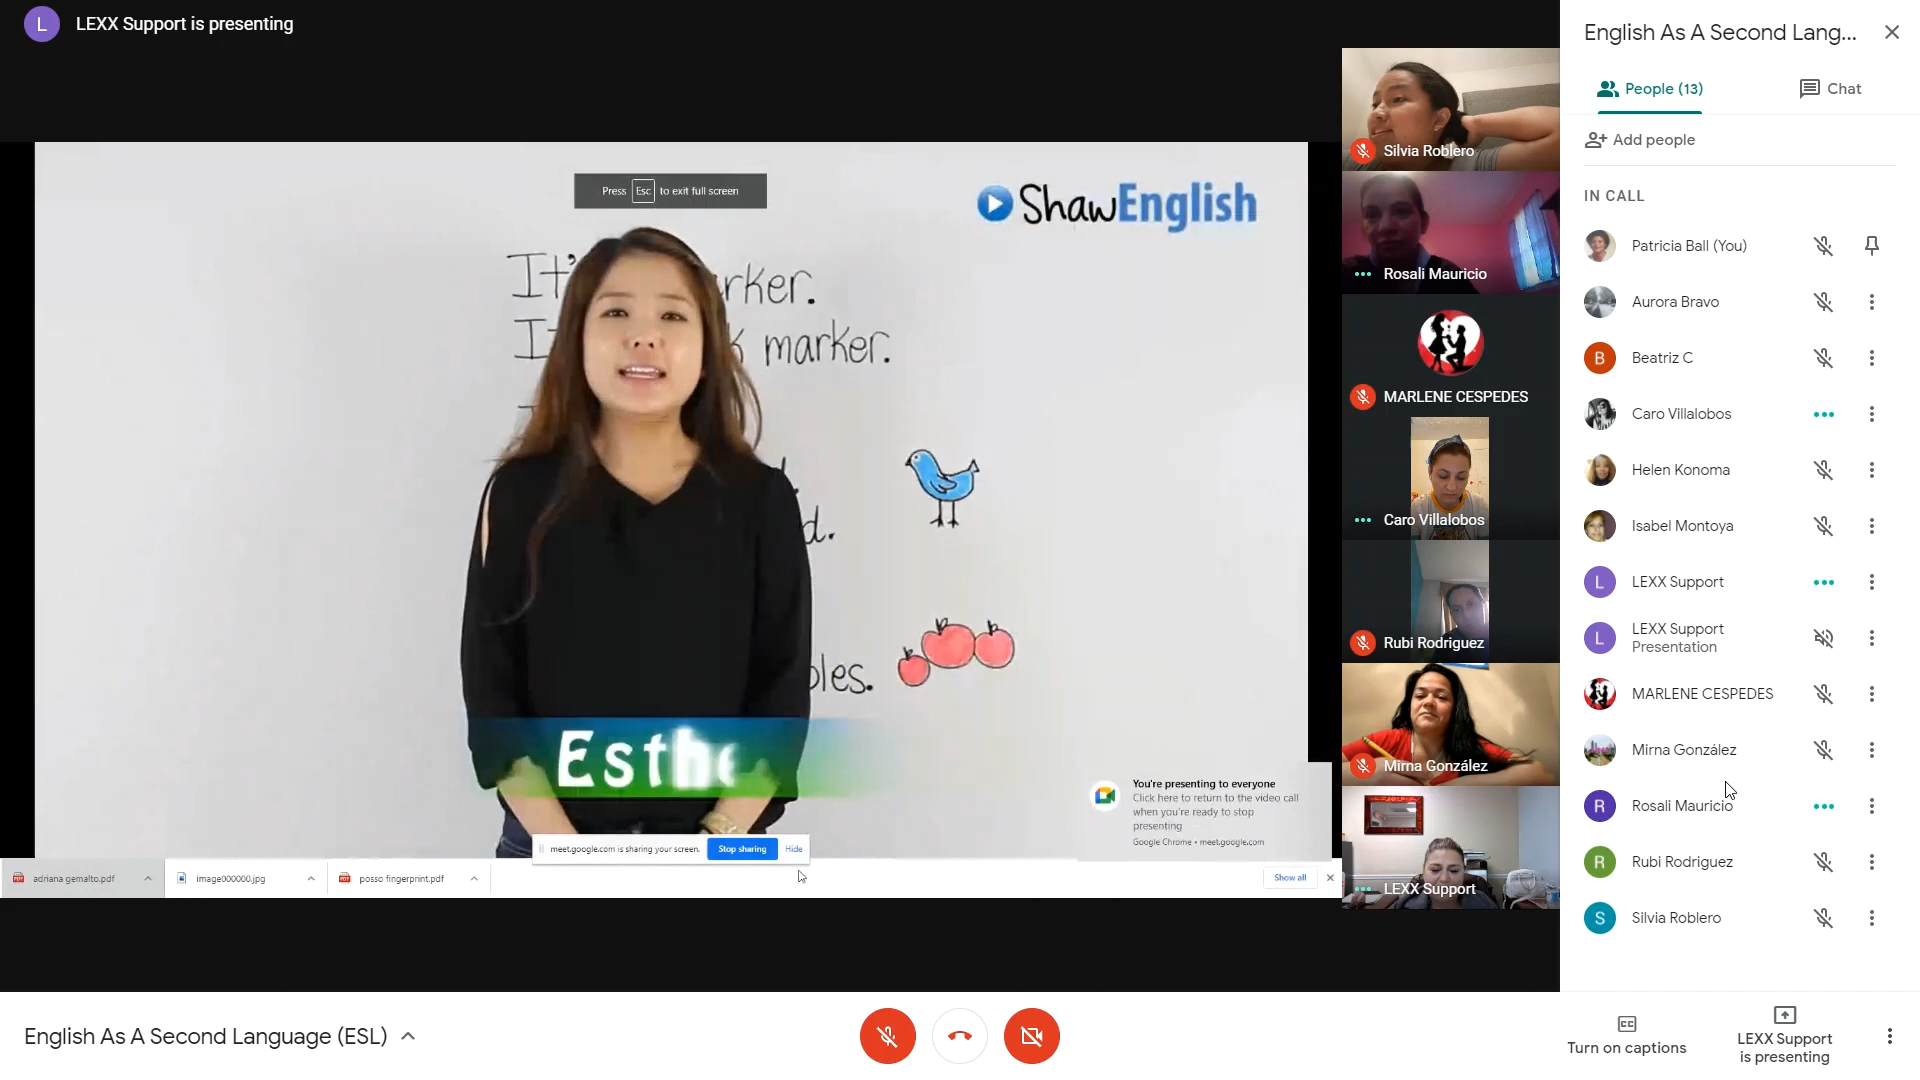 L
LEXX Support is presenting
Press Esc to exit full screen
ShawEnglish
rker.
marker.
d.
ples.
Esthe
You're presenting to everyone
Click here to return to the video call
when you're ready to stop
presenting
Google Chrome • meet.google.com
meet.google.com is sharing your screen.
Stop sharing
Hide
adriana gemalto.pdf
image000000.jpg
posso fingerprint.pdf
Show all
Silvia Roblero
Rosali Mauricio
MARLENE CESPEDES
Caro Villalobos
Rubi Rodriguez
Mirna González
LEXX Support
English As A Second Lang...
People (13)
Chat
Add people
IN CALL
Patricia Ball (You)
Aurora Bravo
B Beatriz C
Caro Villalobos
Helen Konoma
Isabel Montoya
L LEXX Support
L LEXX Support
Presentation
MARLENE CESPEDES
Mirna González
R Rosali Mauricio
R Rubi Rodriguez
S Silvia Roblero
English As A Second Language (ESL)
Turn on captions
LEXX Support
is presenting